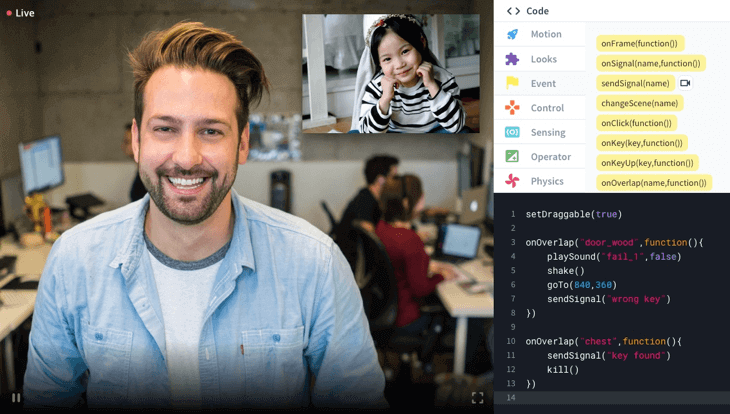 Live
Code
Motion
Looks
Event
Control
Sensing
Operator
Physics
onFrame(function())
onSignal(name,function())
sendSignal(name)
changeScene(name)
onClick(function())
onKey(key,function())
onKeyUp(key,function())
onOverlap(name,function())
1 setDraggable(true)
2
3 onOverlap("door_wood",function(){
4 playSound("fail_1",false)
5 shake()
6 goTo(840,360)
7 sendSignal("wrong key")
8 })
9
10 onOverlap("chest",function(){
11 sendSignal("key found")
12 kill()
13 })
14